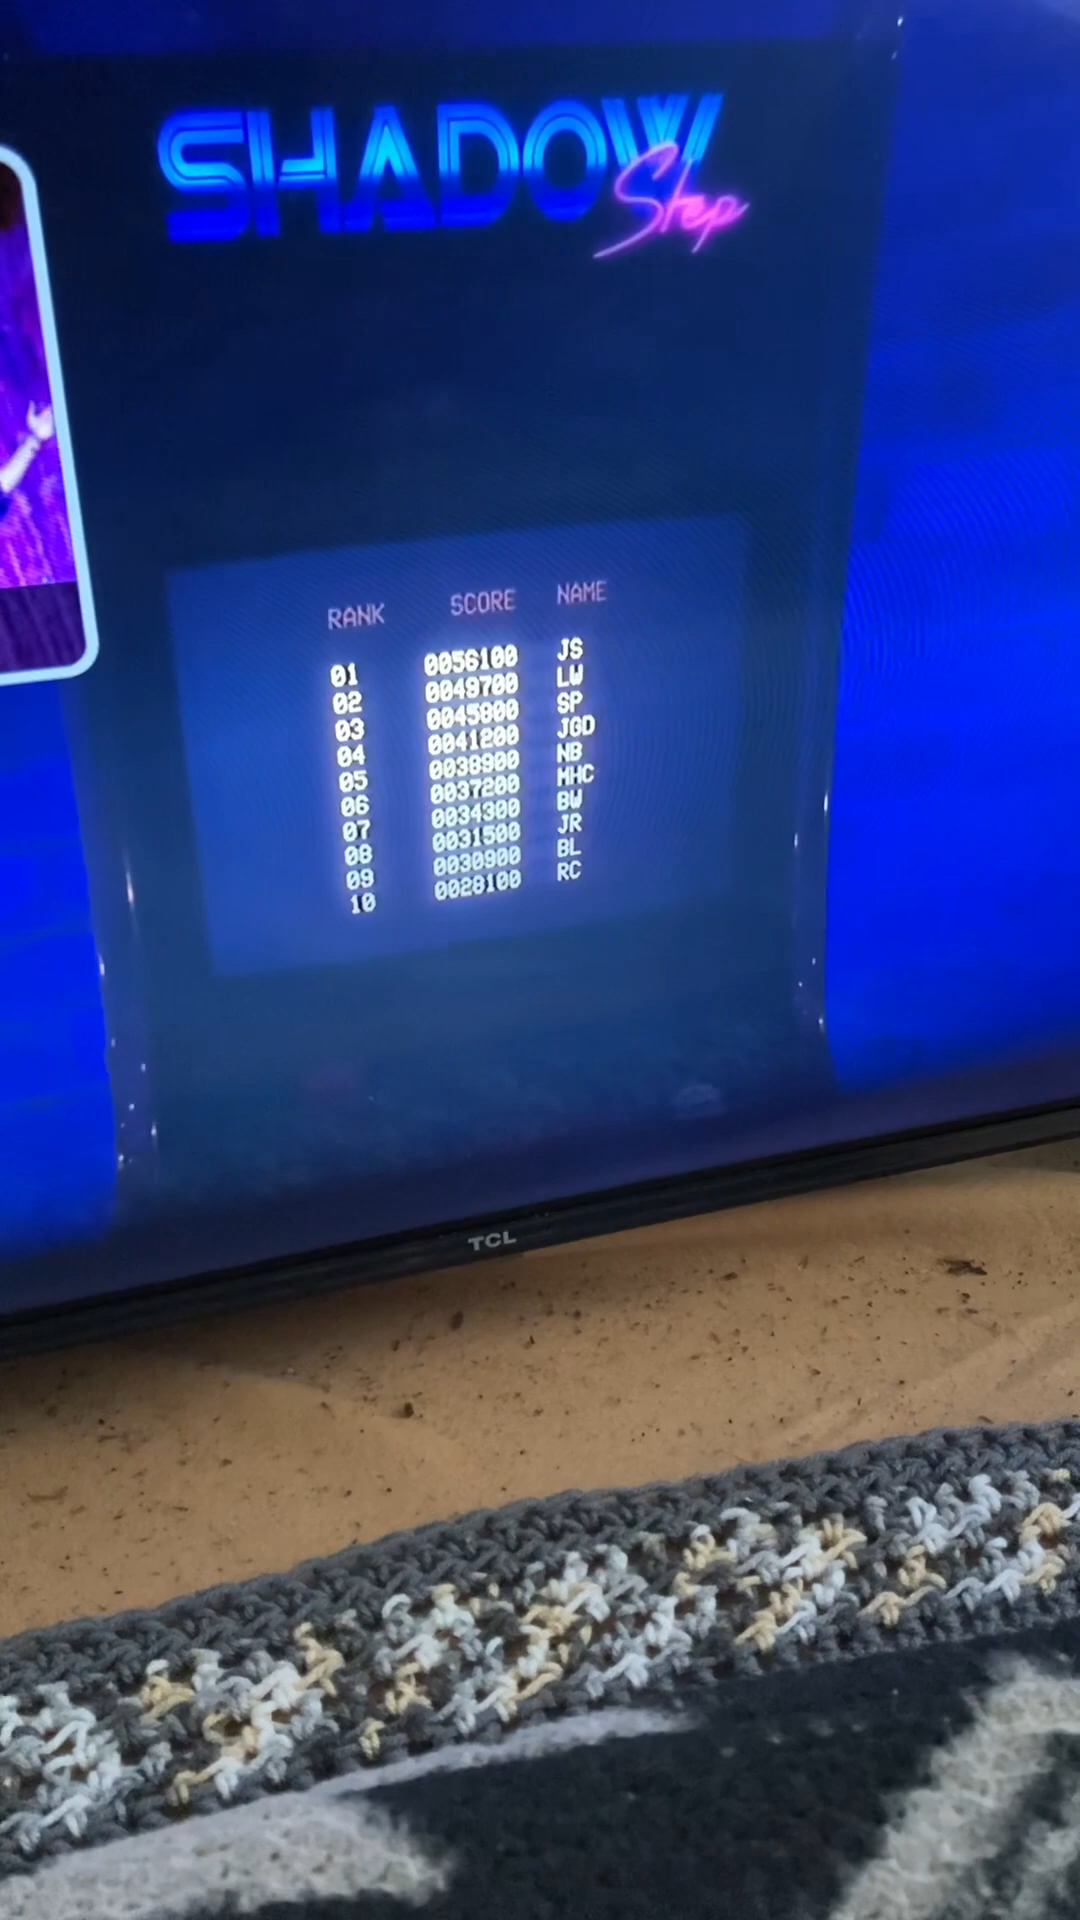 SHADOW
Step
RANK SCORE NAME
01 0056100 JS
02 0049700 LW
03 0045800 SP
04 0041200 JGD
05 0038900 NB
06 0037200 MHC
07 0034300 BW
08 0031500 JR
09 0030900 BL
10 0028100 RC
TCL